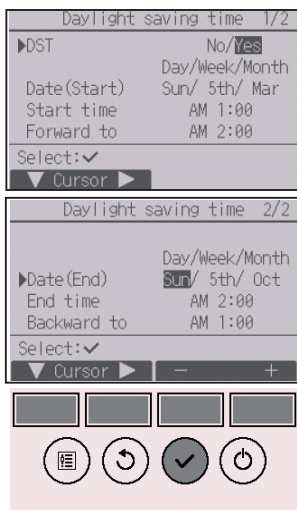 Daylight saving time 1/2
▶DST No/Yes
Day/Week/Month
Date(Start) Sun/ 5th/ Mar
Start time AM 1:00
Forward to AM 2:00
Select:✔
▼ Cursor ▶
Daylight saving time 2/2
Day/Week/Month
▶Date(End) Sun/ 5th/ Oct
End time AM 2:00
Backward to AM 1:00
Select:✔
▼ Cursor ▶ − +